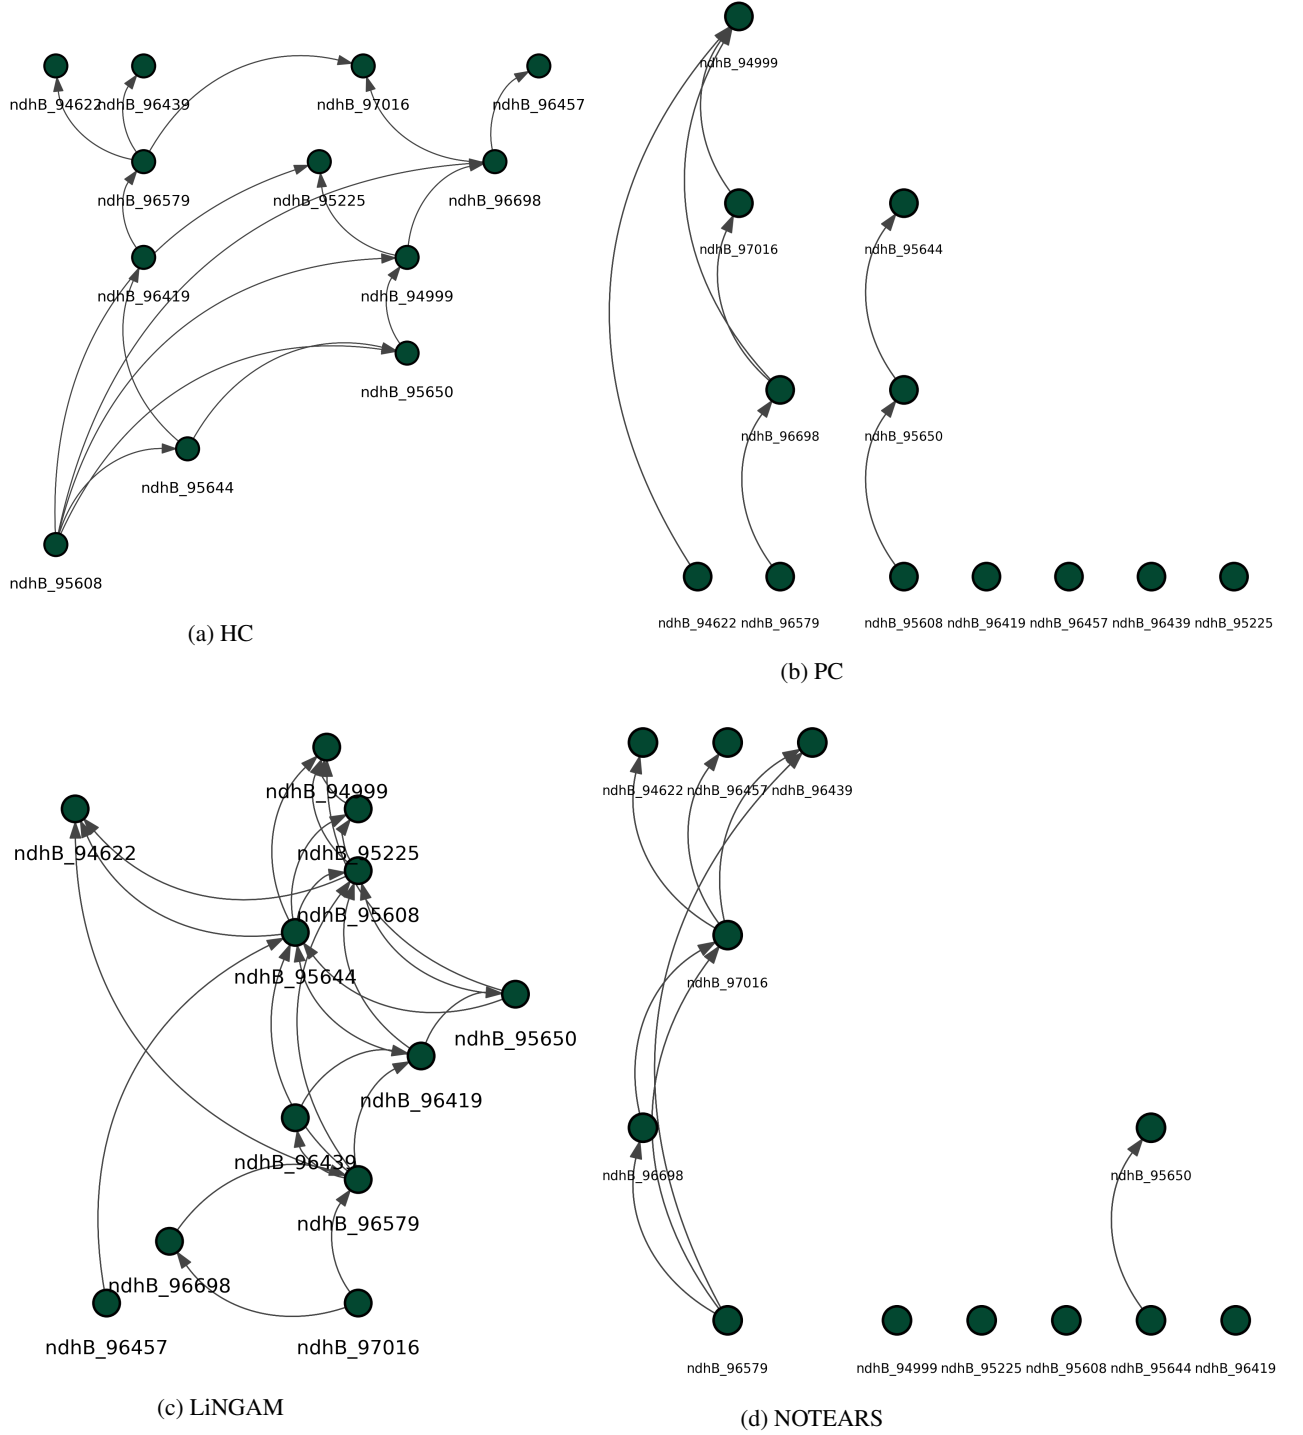 ndhB_94622
ndhB_96439
ndhB_97016
ndhB_96457
ndhB_96579
ndhB_95225
ndhB_96698
ndhB_96419
ndhB_94999
ndhB_95650
ndhB_95644
ndhB_95608
(a) HC
ndhB_94999
ndhB_97016
ndhB_95644
ndhB_96698
ndhB_95650
ndhB_94622 ndhB_96579 ndhB_95608 ndhB_96419 ndhB_96457 ndhB_96439 ndhB_95225
(b) PC
ndhB_94999
ndhB_94622
ndhB_95225
ndhB_95608
ndhB_95644
ndhB_95650
ndhB_96419
ndhB_96439
ndhB_96579
ndhB_96698
ndhB_96457
ndhB_97016
(c) LiNGAM
ndhB_94622 ndhB_96457 ndhB_96439
ndhB_97016
ndhB_96698
ndhB_95650
ndhB_96579
ndhB_94999 ndhB_95225 ndhB_95608 ndhB_95644 ndhB_96419
(d) NOTEARS